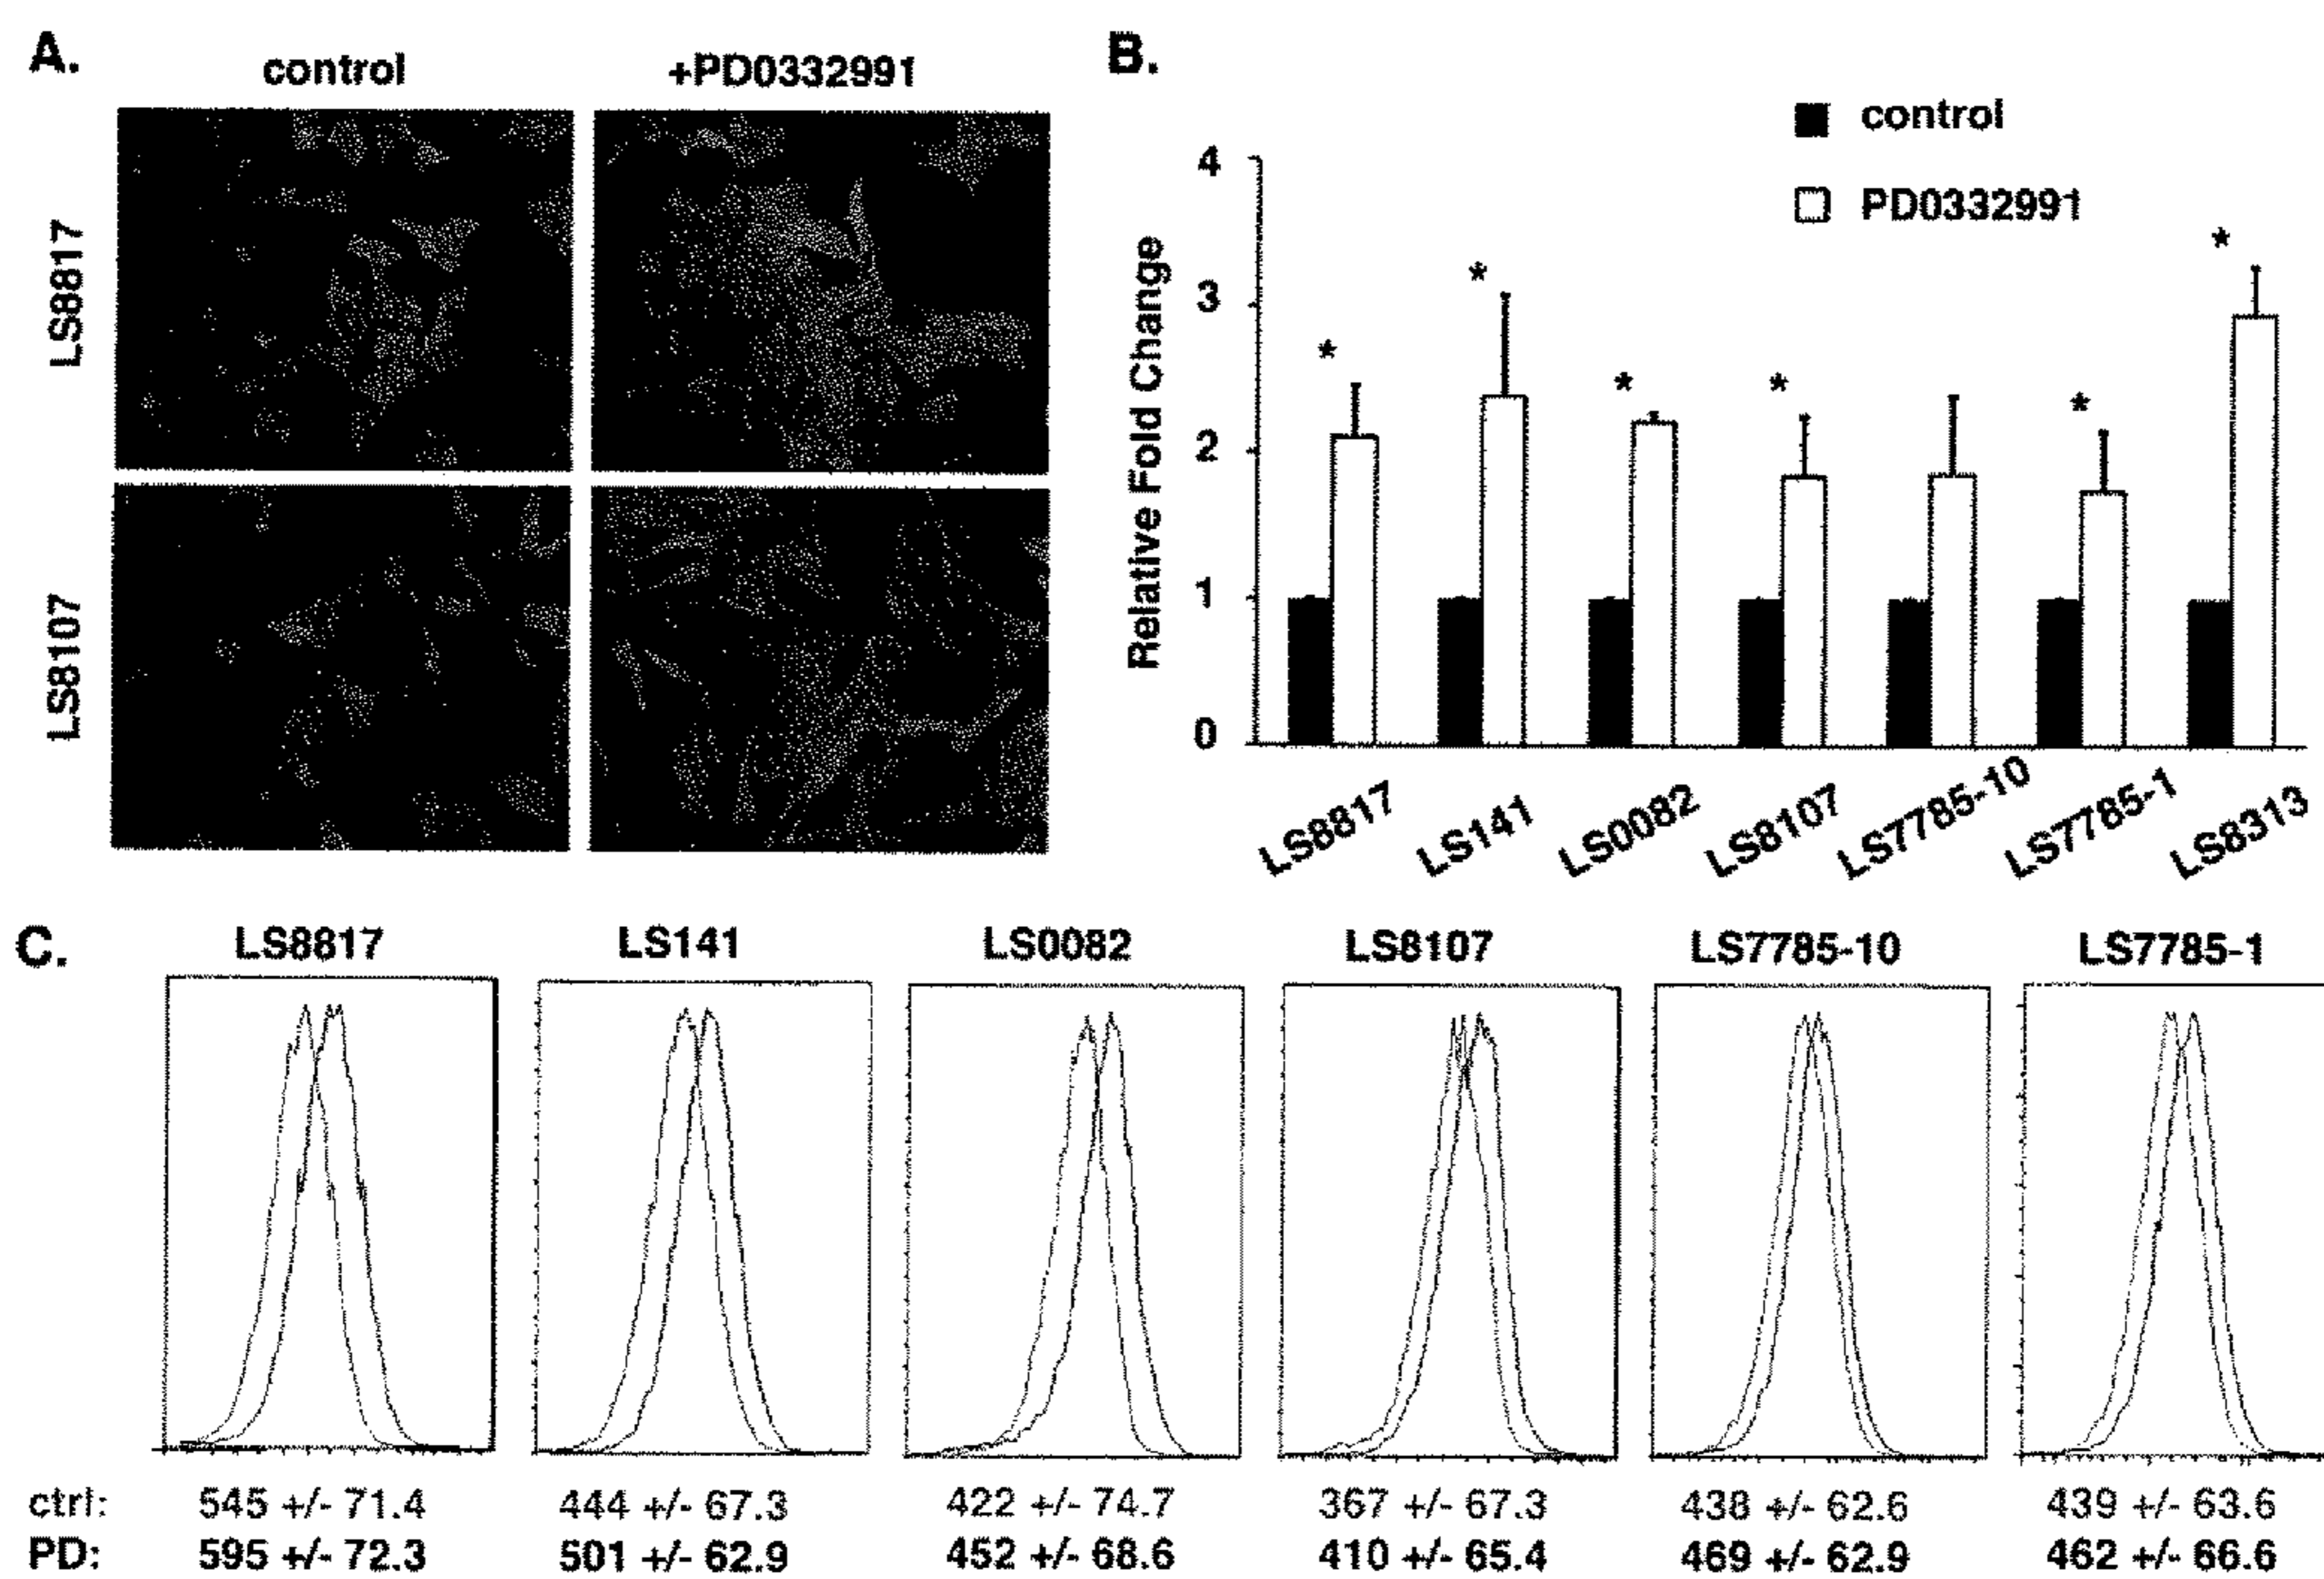 A.
control
+PD0332991
LS8817
LS8107
B.
control
PD0332991
Relative Fold Change
4
3
2
1
0
*
*
*
*
*
*
LS8817
LS141
LS0082
LS8107
LS7785-10
LS7785-1
LS8313
C.
LS8817 LS141 LS0082 LS8107 LS7785-10 LS7785-1
ctrl: 545 +/- 71.4 444 +/- 67.3 422 +/- 74.7 367 +/- 67.3 438 +/- 62.6 439 +/- 63.6
PD: 595 +/- 72.3 501 +/- 62.9 452 +/- 68.6 410 +/- 65.4 469 +/- 62.9 462 +/- 66.6